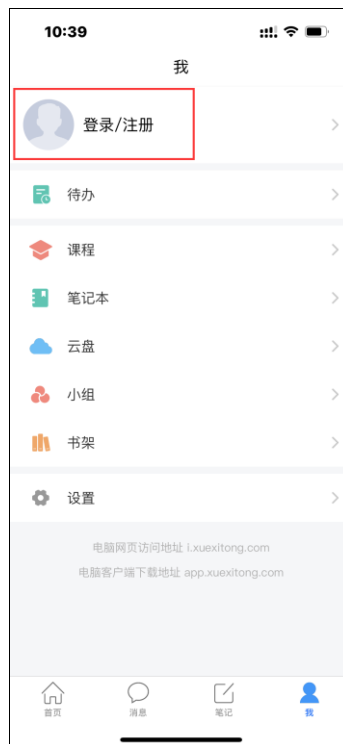 10:39
我
登录/注册
待办
课程
笔记本
云盘
小组
书架
设置
电脑网页访问地址 i.xuexitong.com
电脑客户端下载地址 app.xuexitong.com
首页 消息 笔记 我